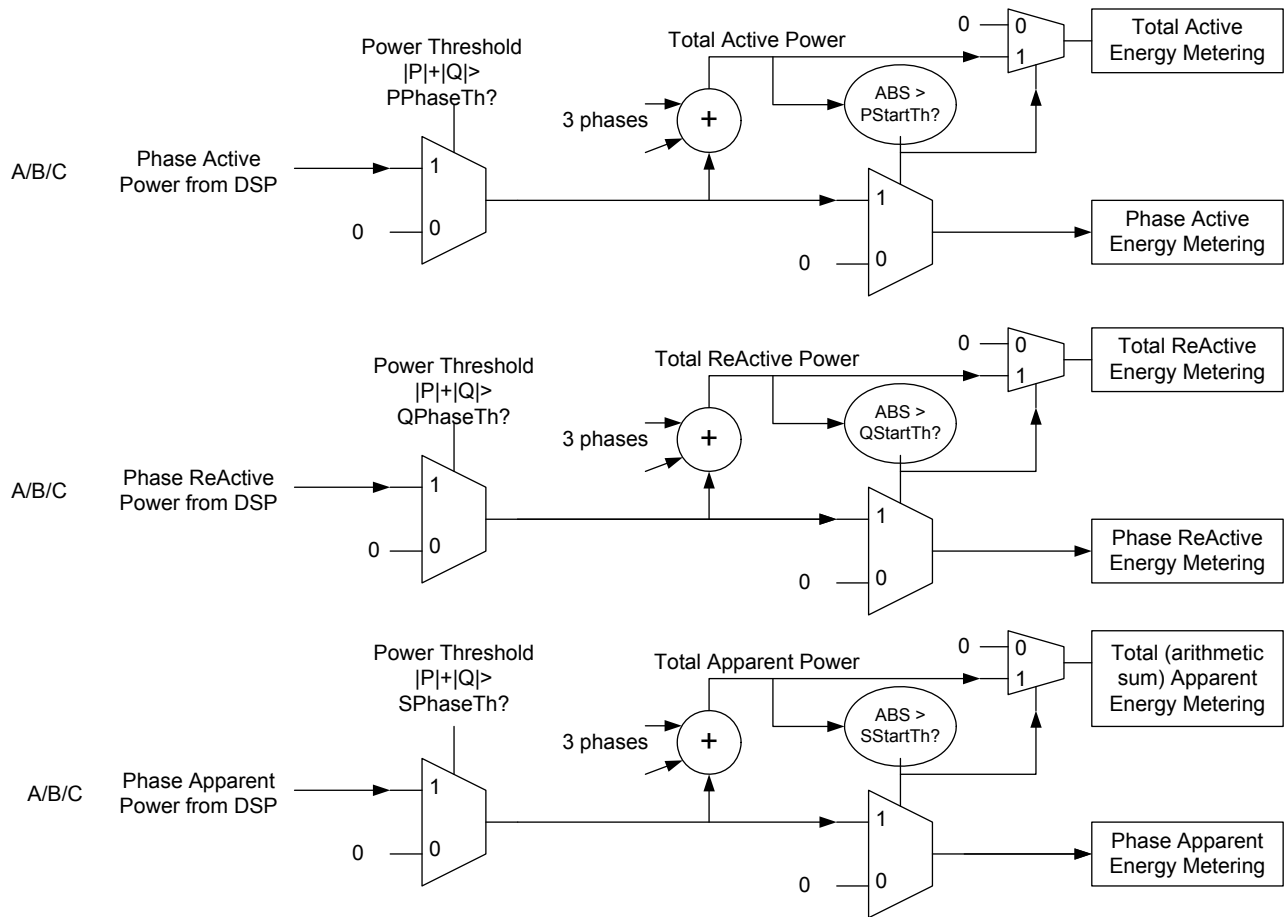 Power Threshold
|P|+|Q|>
PPhaseTh?
Total Active Power
0
0
1
Total Active
Energy Metering
3 phases
+
ABS >
PStartTh?
A/B/C
Phase Active
Power from DSP
1
0
0
1
0
0
Phase Active
Energy Metering
Power Threshold
|P|+|Q|>
QPhaseTh?
Total ReActive Power
0
0
1
Total ReActive
Energy Metering
3 phases
+
ABS >
QStartTh?
A/B/C
Phase ReActive
Power from DSP
1
0
0
1
0
0
Phase ReActive
Energy Metering
Power Threshold
|P|+|Q|>
SPhaseTh?
Total Apparent Power
0
0
1
Total (arithmetic
sum) Apparent
Energy Metering
3 phases
+
ABS >
SStartTh?
A/B/C
Phase Apparent
Power from DSP
1
0
0
1
0
0
Phase Apparent
Energy Metering